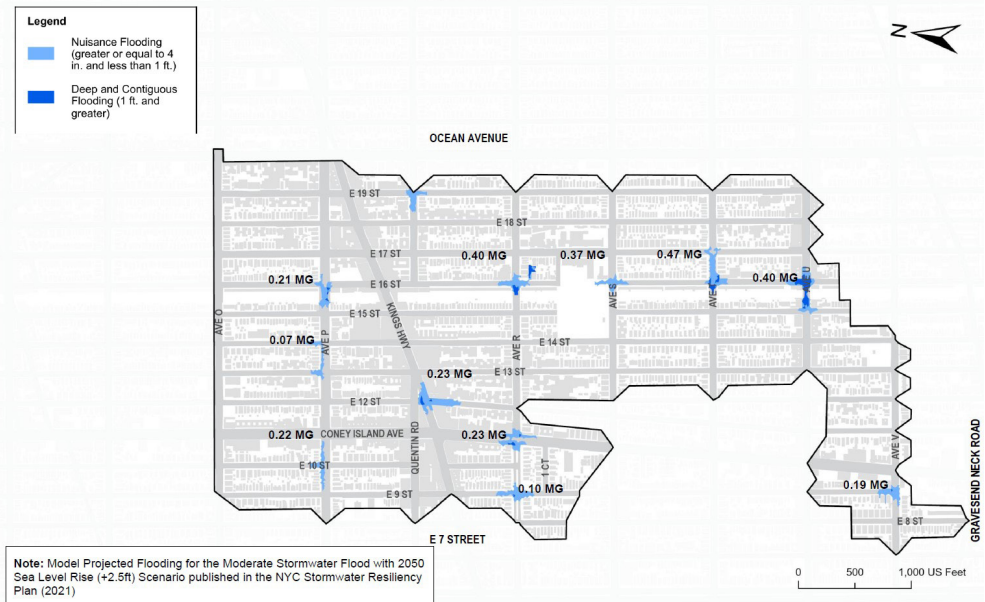 Legend
Nuisance Flooding
(greater or equal to 4
in. and less than 1 ft.)
Deep and Contiguous
Flooding (1 ft. and
greater)
N
OCEAN AVENUE
E 19 ST
E 18 ST
E 17 ST
0.40 MG
0.37 MG
0.47 MG
0.21 MG
E 16 ST
0.40 MG
AVE S
AVE
AVE U
E 15 ST
AVE O
KINGS HWY
AVE P
AVE R
0.07 MG
E 14 ST
0.23 MG
E 13 ST
E 12 ST
0.22 MG
CONEY ISLAND AVE
0.23 MG
QUENTIN RD
AVE V
E 10 ST
1 CT
0.10 MG
0.19 MG
E 9 ST
E 8 ST
GRAVESEND NECK ROAD
E 7 STREET
Note: Model Projected Flooding for the Moderate Stormwater Flood with 2050
Sea Level Rise (+2.5ft) Scenario published in the NYC Stormwater Resiliency
Plan (2021)
0 500 1,000 US Feet